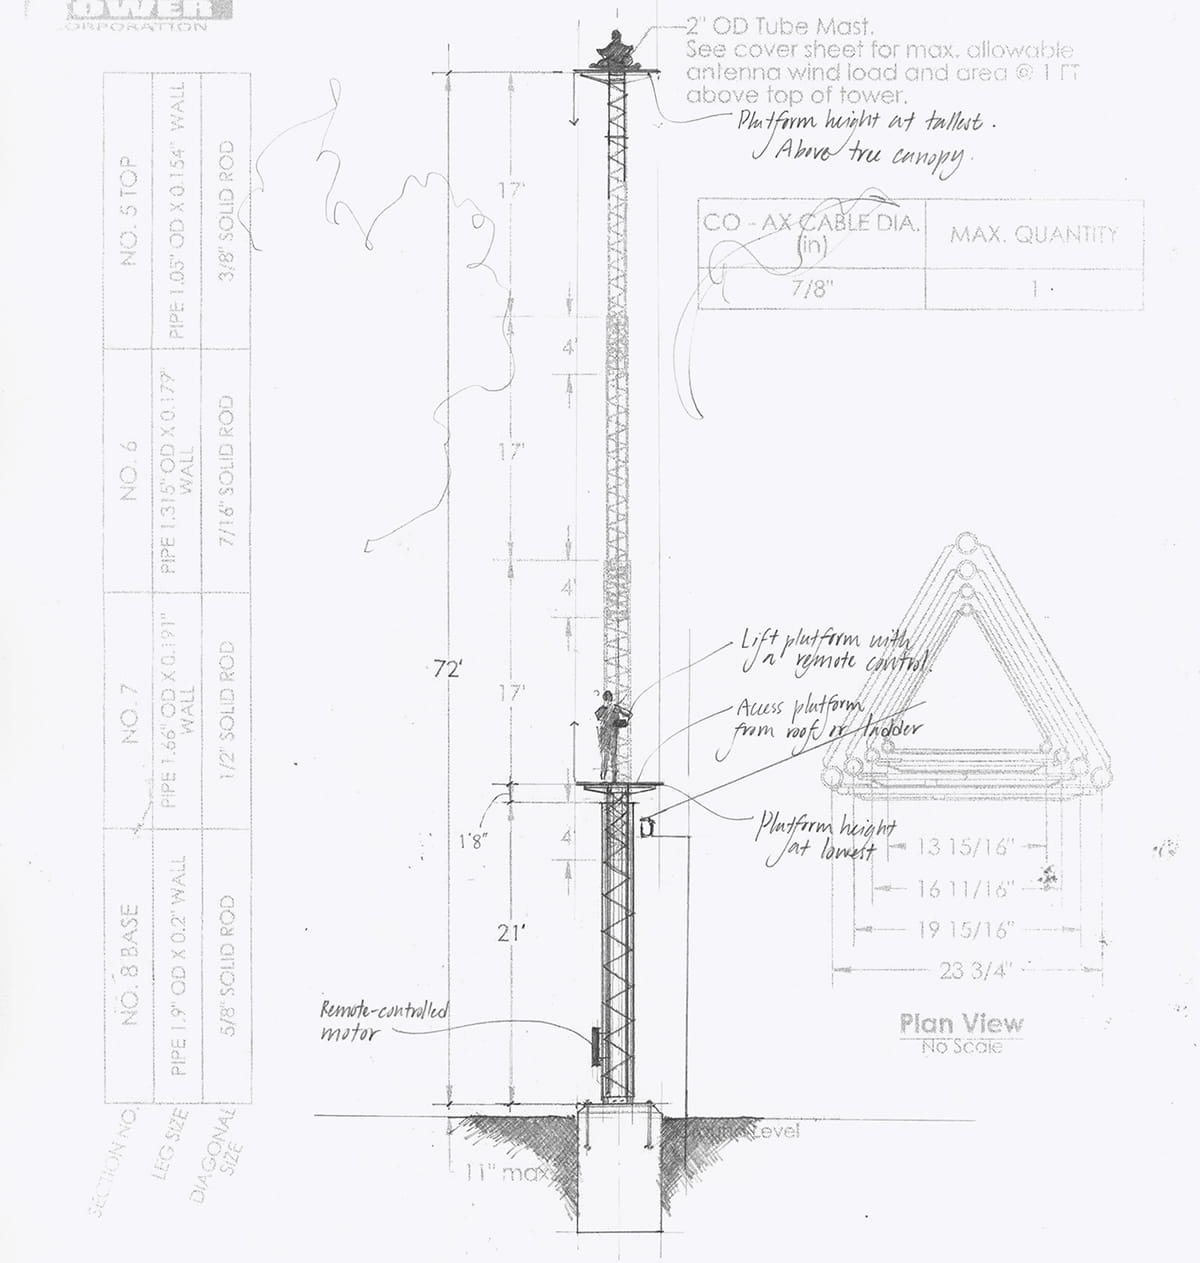 OWER
CORPORATION
2" OD Tube Mast.
See cover sheet for max. allowable
antenna wind load and area @ 1 FT
above top of tower.
Platform height at tallest.
Above tree canopy.
CO - AX CABLE DIA.
(in)
MAX. QUANTITY
7/8"
1
NO. 5 TOP
PIPE 1.05" OD X 0.154" WALL
3/8" SOLID ROD
NO. 6
PIPE 1.315" OD X 0.179"
WALL
7/16" SOLID ROD
NO. 7
PIPE 1.66" OD X 0.191"
WALL
1/2" SOLID ROD
NO. 8 BASE
PIPE 1.9" OD X 0.2" WALL
5/8" SOLID ROD
SECTION NO.
LEG SIZE
DIAGONAL
SIZE
17'
4'
17'
4'
72'
17'
1'8"
4'
21'
Lift platform with
a remote control.
Access platform
from roof or ladder
Platform height
at lowest
Remote-controlled
motor
13 15/16"
16 11/16"
19 15/16"
23 3/4"
Plan View
No Scale
Level
11" max